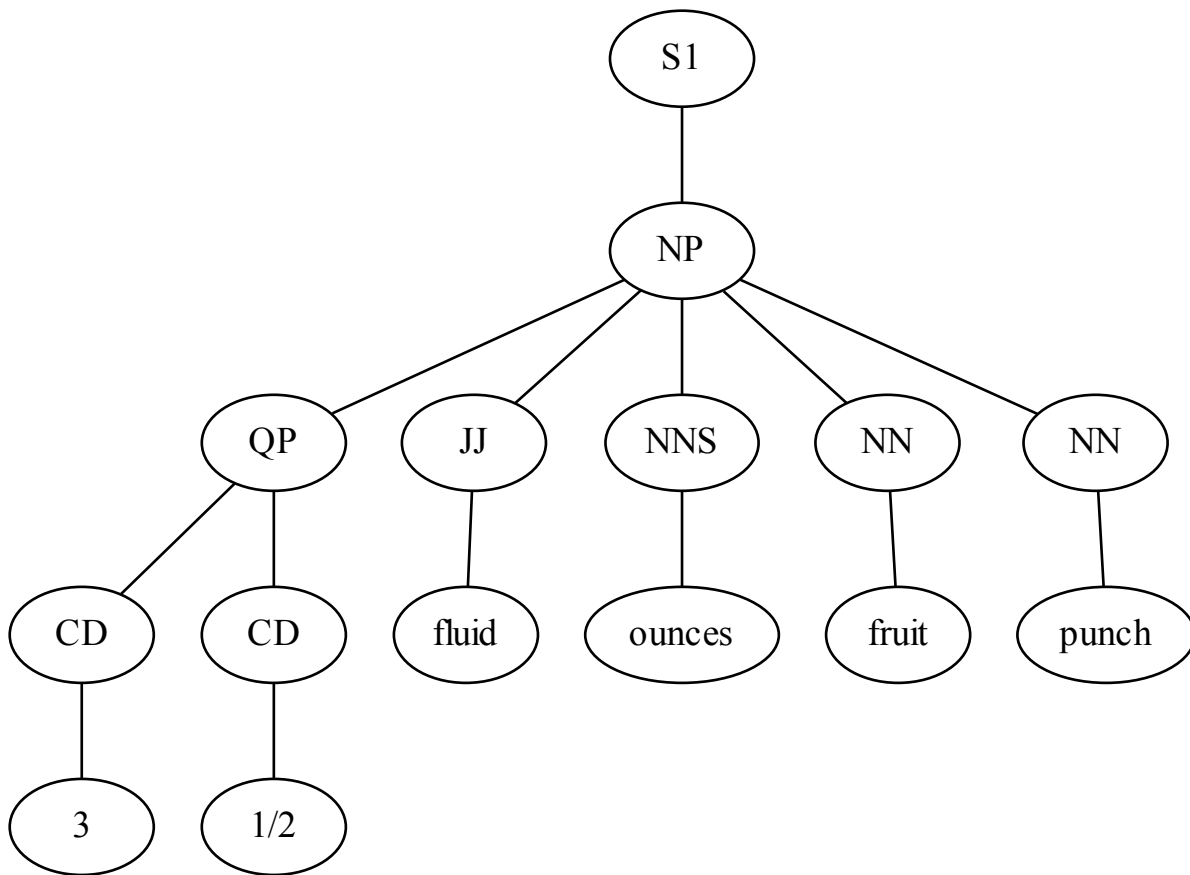 S1
NP
QP JJ NNS NN NN
CD CD fluid ounces fruit punch
3 1/2